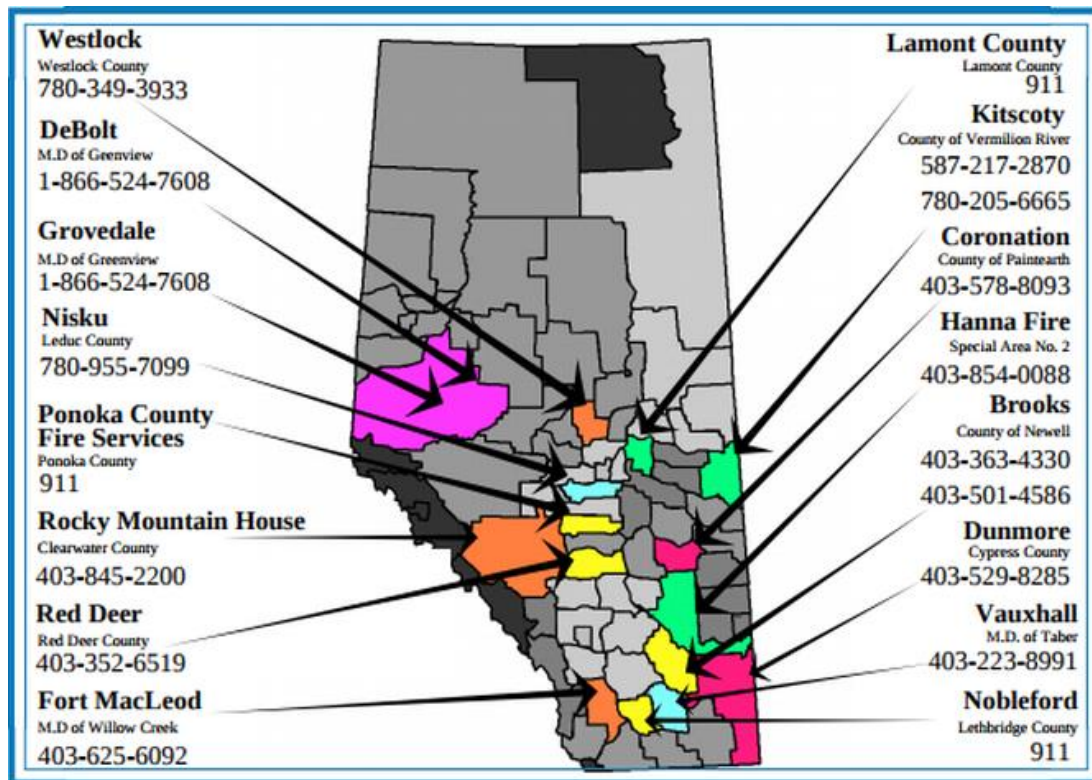 Westlock
Westlock County
780-349-3933
DeBolt
M.D of Geenview
1-866-524-7608
Grovedale
M.D of Greenview
1-866-524-7608
Nisku
Leduc County
780-955-7099
Ponoka County
Fire Services
Ponoka County
911
Rocky Mountain House
Clearwater County
403-845-2200
Red Deer
Red Deer County
403-352-6519
Fort MacLeod
M.D of Willow Creek
403-625-6092
Lamont County
Lamont County
911
Kitscoty
County of Vermilion River
587-217-2870
780-205-6665
Coronation
County of Paintearth
403-578-8093
Hanna Fire
Special Area No. 2
403-854-0088
Brooks
County of Newell
403-363-4330
403-501-4586
Dunmore
Cypress County
403-529-8285
Vauxhall
M.D. of Taber
403-223-8991
Nobleford
Lethbridge County
911